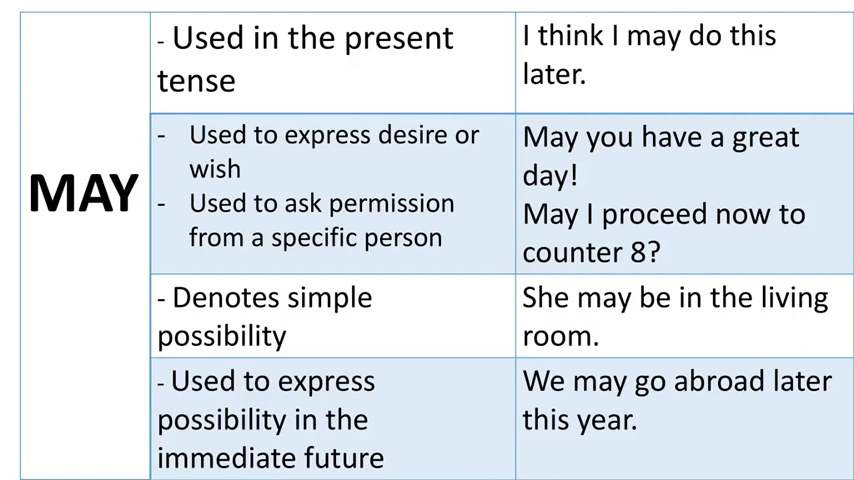 MAY
- Used in the present
tense
I think I may do this
later.
- Used to express desire or
wish
- Used to ask permission
from a specific person
May you have a great
day!
May I proceed now to
counter 8?
- Denotes simple
possibility
She may be in the living
room.
- Used to express
possibility in the
immediate future
We may go abroad later
this year.